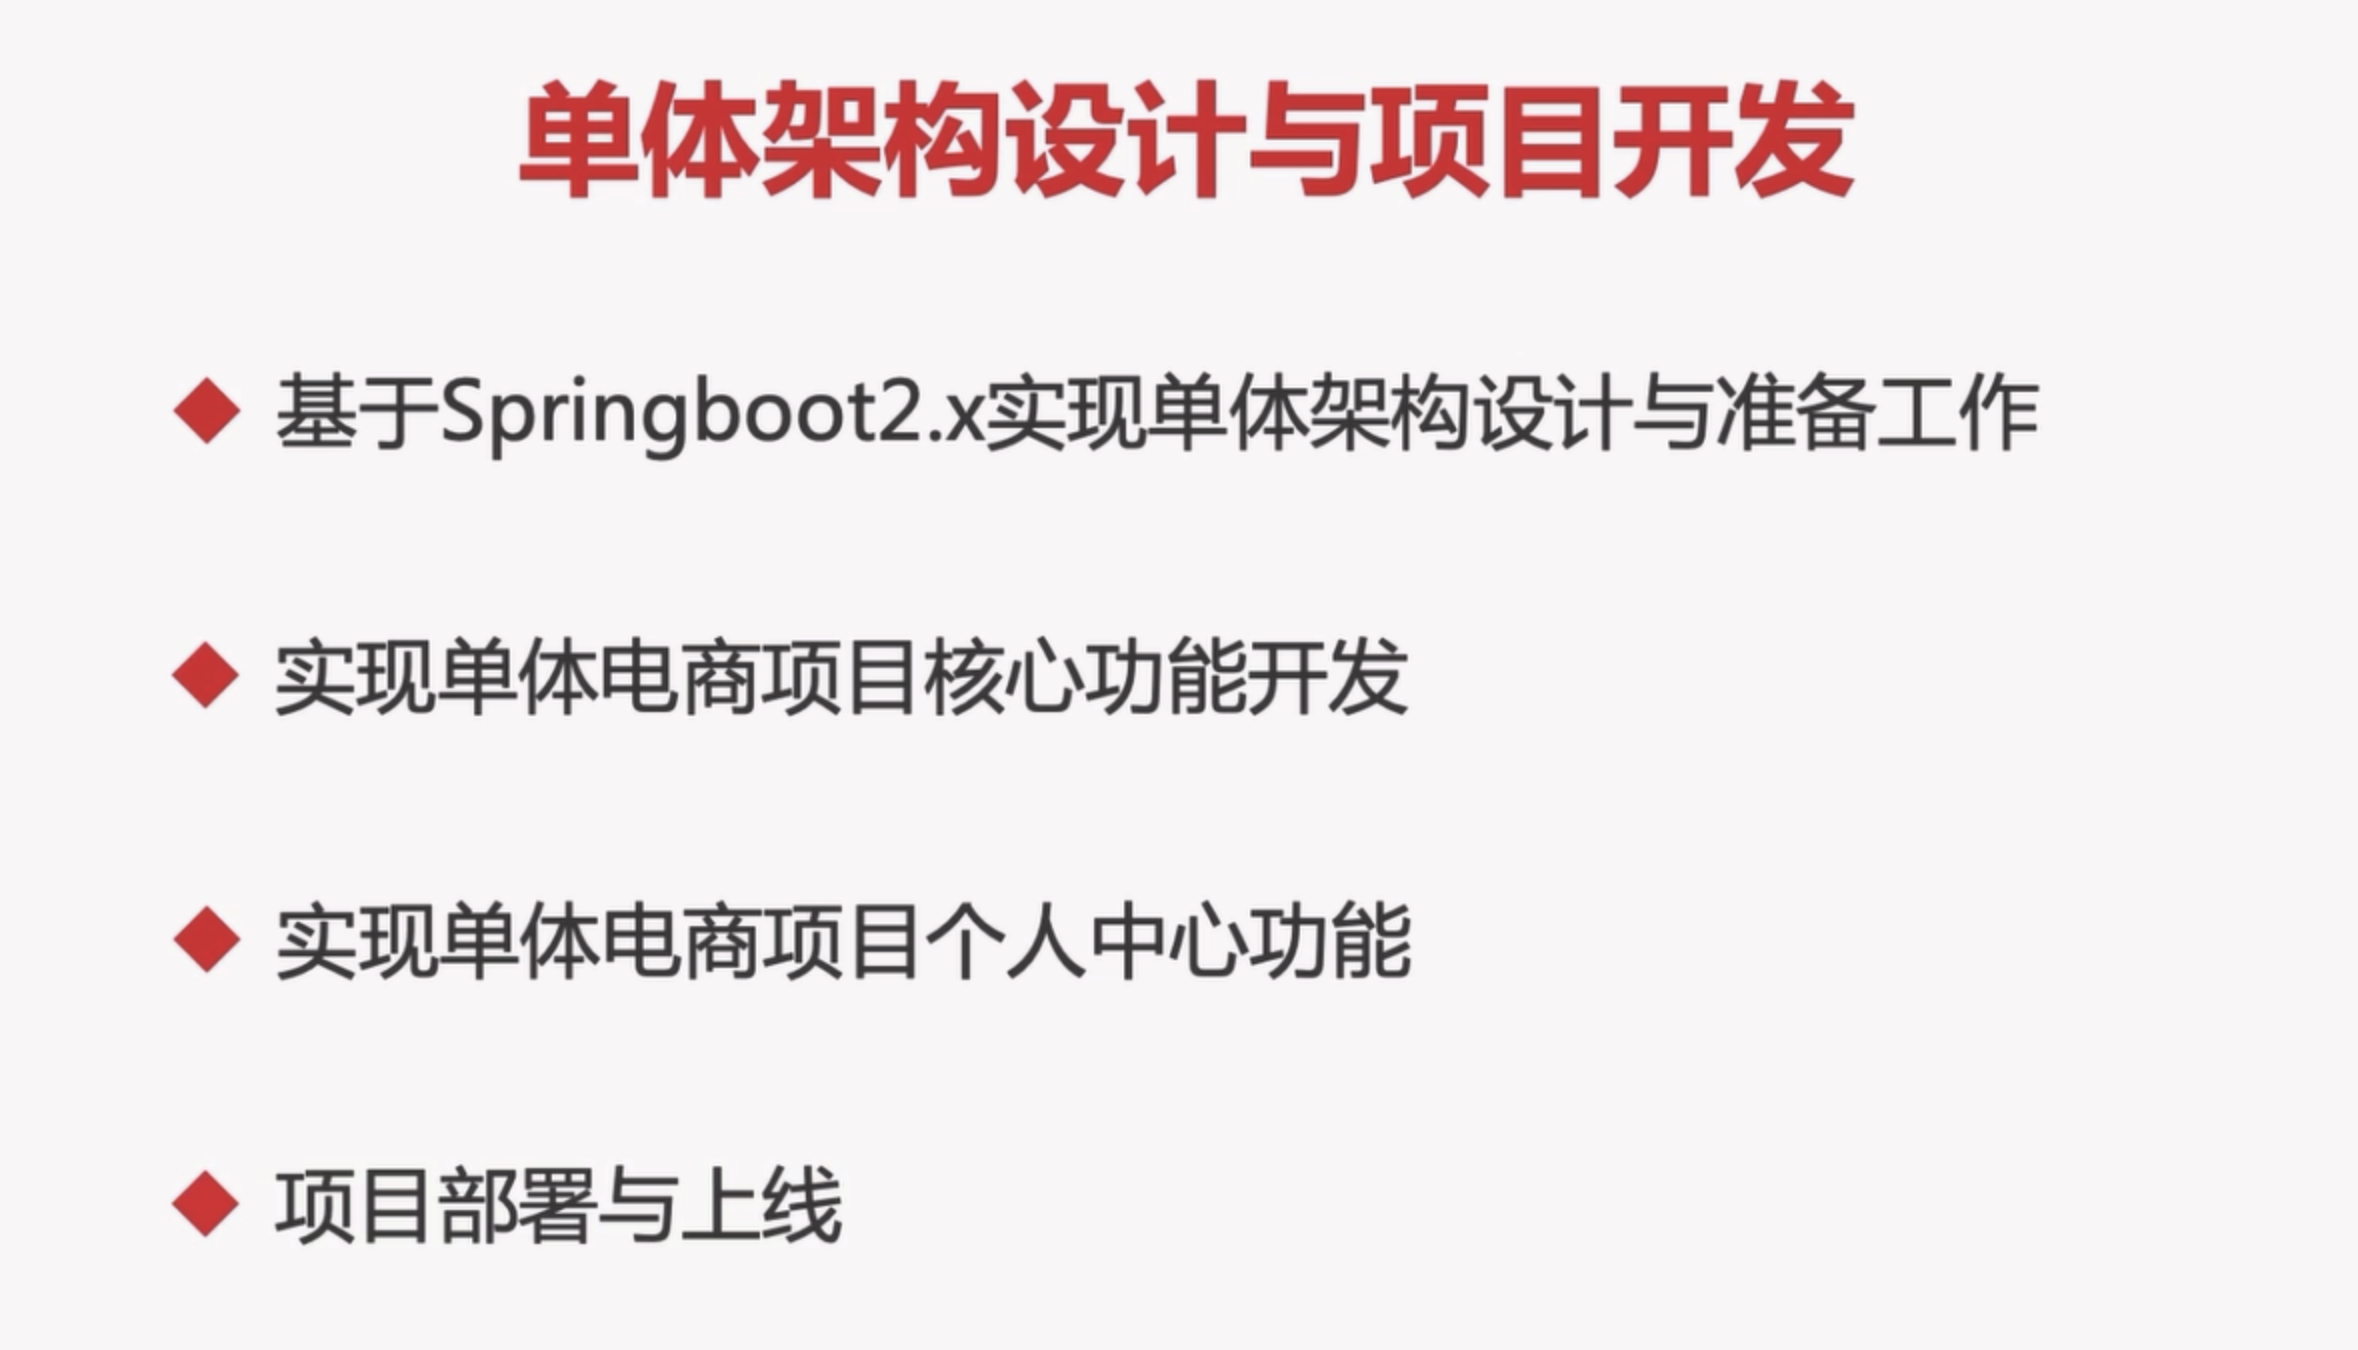 单体架构设计与项目开发
基于Springboot2.x实现单体架构设计与准备工作
实现单体电商项目核心功能开发
实现单体电商项目个人中心功能
项目部署与上线